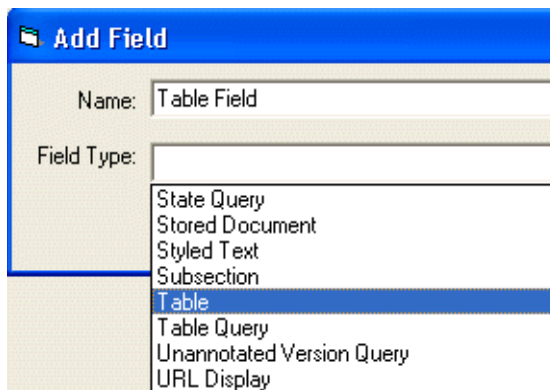 Add Field
Name: Table Field
Field Type:
State Query
Stored Document
Styled Text
Subsection
Table
Table Query
Unannotated Version Query
URL Display